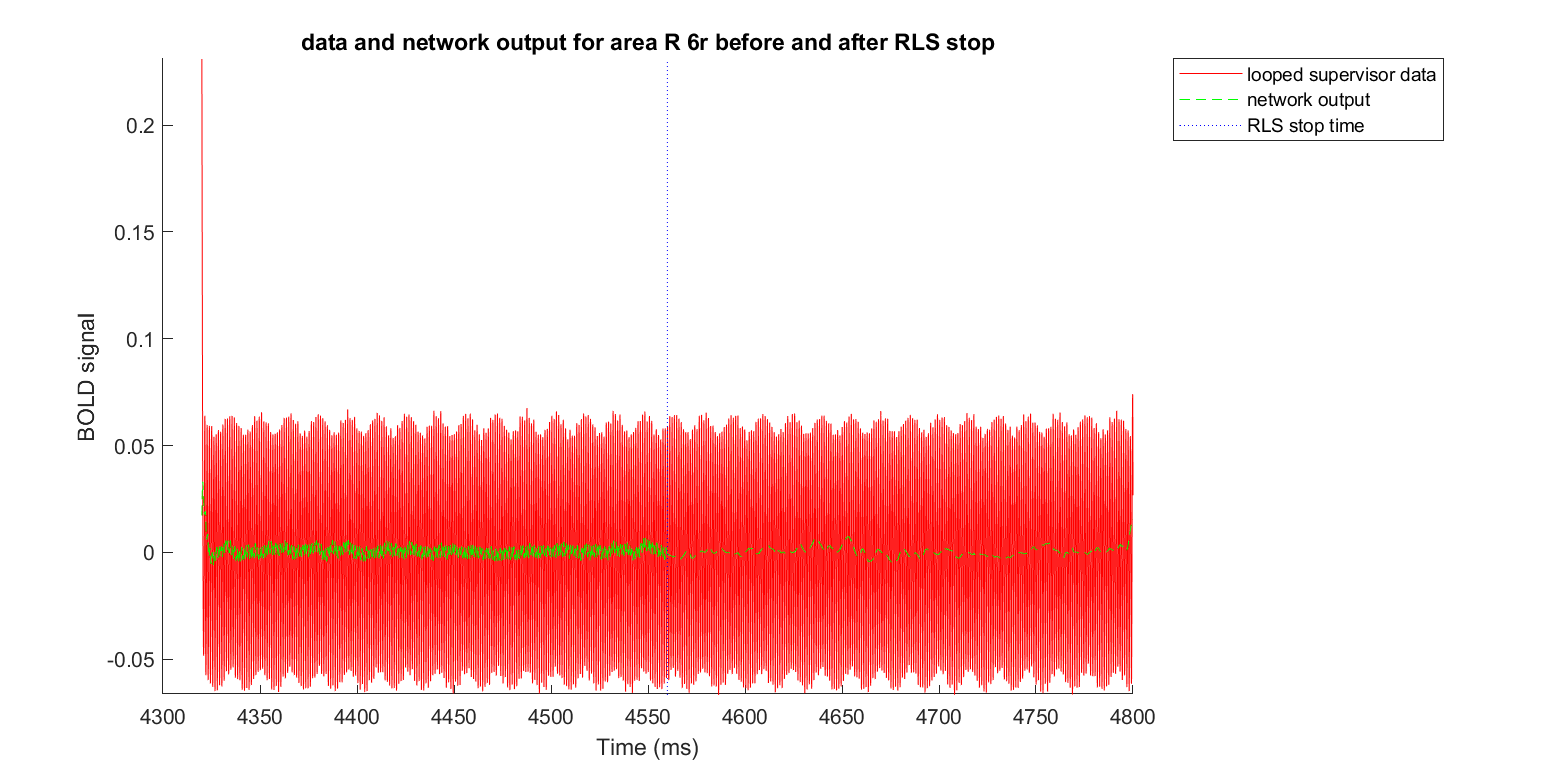 data and network output for area R 6r before and after RLS stop
looped supervisor data
network output
RLS stop time
BOLD signal
0.2
0.15
0.1
0.05
0
-0.05
4300 4350 4400 4450 4500 4550 4600 4650 4700 4750 4800
Time (ms)